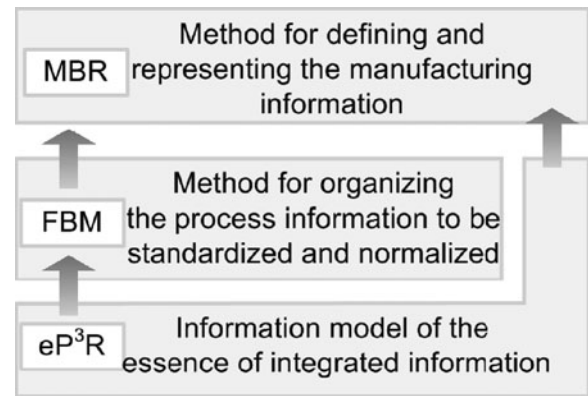 MBR
Method for defining and
representing the manufacturing
information
FBM
Method for organizing
the process information to be
standardized and normalized
eP³R
Information model of the
essence of integrated information